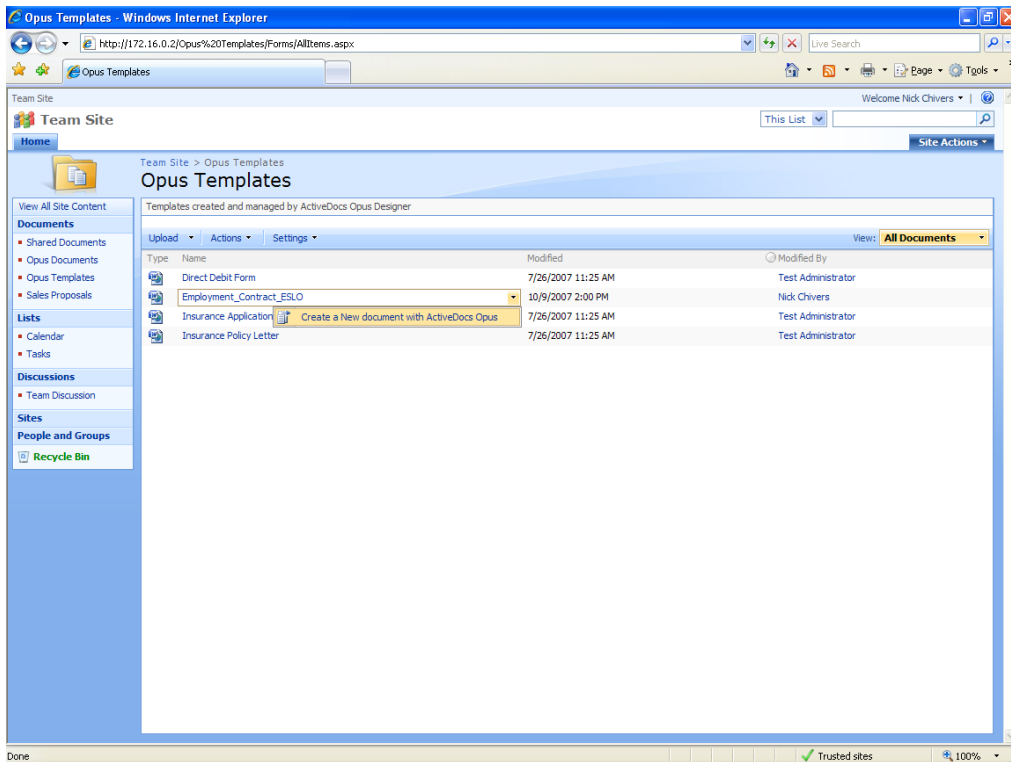 Opus Templates - Windows Internet Explorer
http://172.16.0.2/Opus%20Templates/Forms/AllItems.aspx Live Search
Opus Templates Page Tools
Team Site Welcome Nick Chivers
Team Site This List
Home Site Actions
Team Site > Opus Templates
Opus Templates
View All Site Content Templates created and managed by ActiveDocs Opus Designer
Documents
Shared Documents Upload Actions Settings View: All Documents
Opus Documents Type Name Modified Modified By
Opus Templates Direct Debit Form 7/26/2007 11:25 AM Test Administrator
Sales Proposals Employment_Contract_ESLO 10/9/2007 2:00 PM Nick Chivers
Lists Insurance Application Create a New document with ActiveDocs Opus 7/26/2007 11:25 AM Test Administrator
Calendar Insurance Policy Letter 7/26/2007 11:25 AM Test Administrator
Tasks
Discussions
Team Discussion
Sites
People and Groups
Recycle Bin
Done Trusted sites 100%